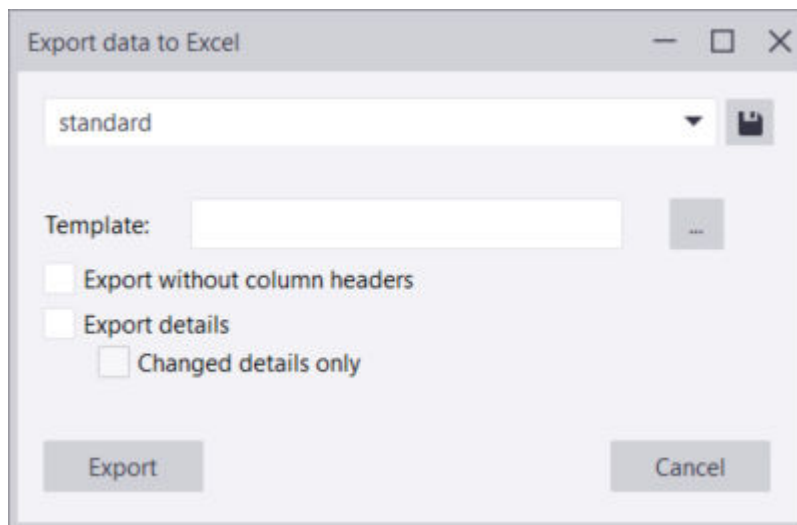 Export data to Excel
standard
Template:
...
Export without column headers
Export details
Changed details only
Export
Cancel